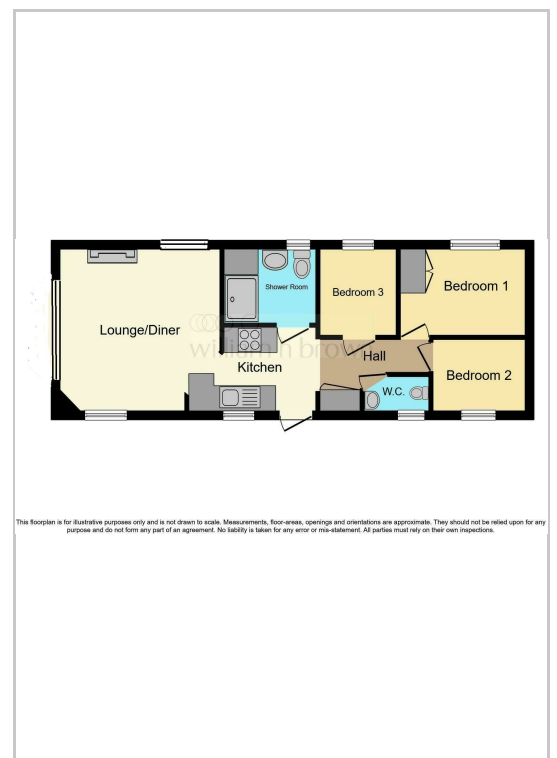 Shower Room
Bedroom 3
Bedroom 1
Lounge/Diner
william h brown
Hall
Kitchen
Bedroom 2
W.C.
This floorplan is for illustrative purposes only and is not drawn to scale. Measurements, floor-areas, openings and orientations are approximate. They should not be relied upon for any
purpose and do not form any part of an agreement. No liability is taken for any error or mis-statement. All parties must rely on their own inspections.